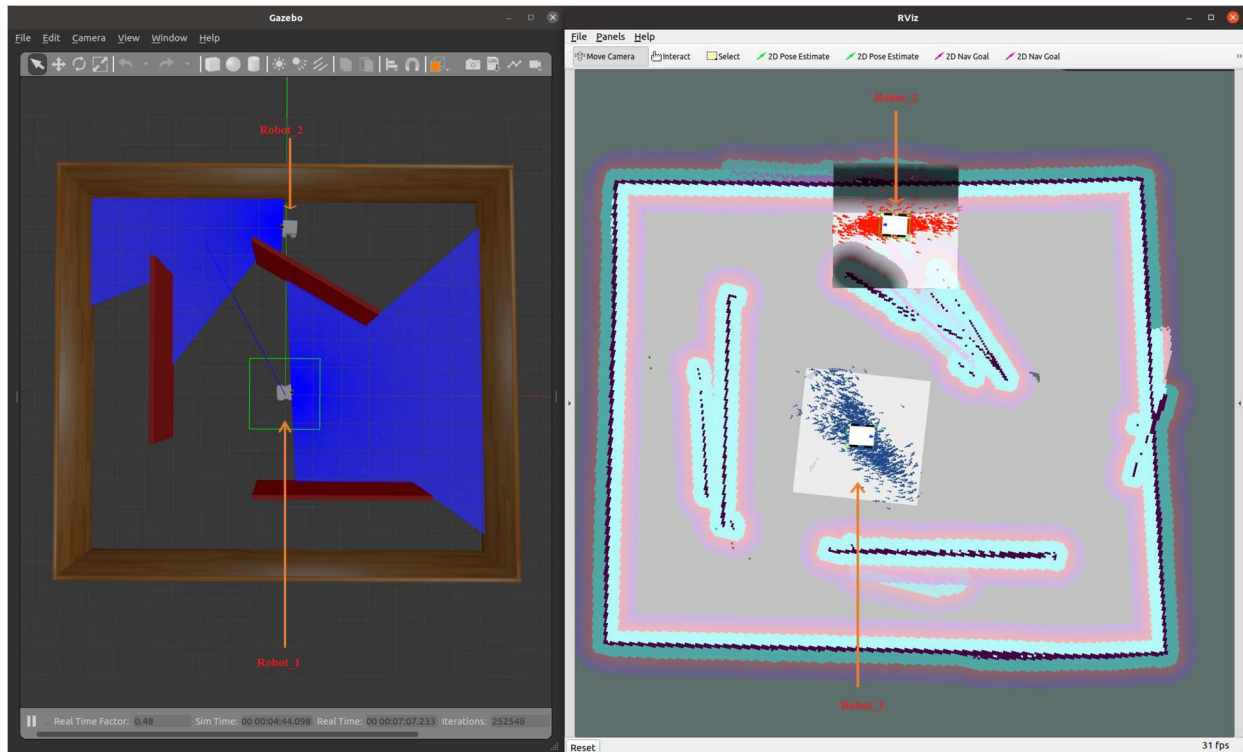 Gazebo
File Edit Camera View Window Help
Robot_2
Robot_1
Real Time Factor: 0.48 Sim Time: 00 00:04:44.098 Real Time: 00 00:07:07.233 Iterations: 252548
RViz
File Panels Help
Move Camera Interact Select 2D Pose Estimate 2D Pose Estimate 2D Nav Goal 2D Nav Goal
Robot_2
Robot_1
Reset 31 fps